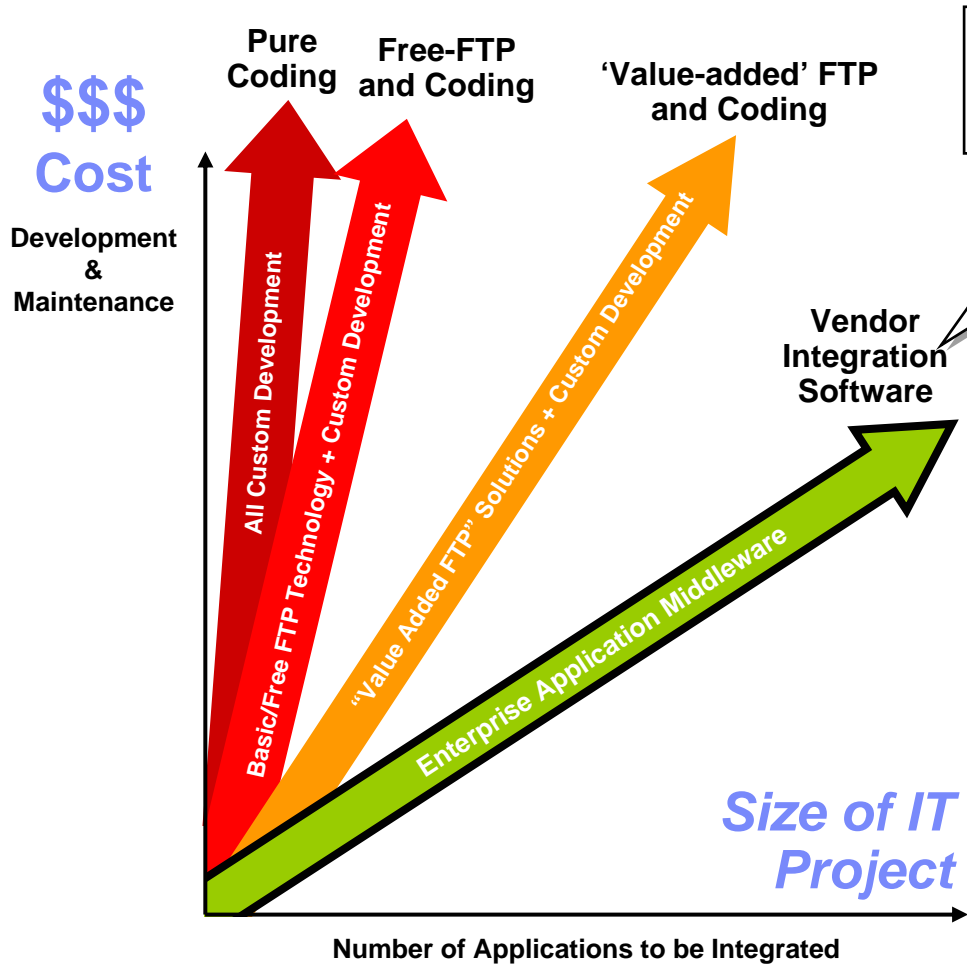 Pure
Coding
Free-FTP
and Coding
‘Value-added’ FTP
and Coding
$$$
Cost
Development
&
Maintenance
Vendor
Integration
Software
All Custom Development
Basic/Free FTP Technology + Custom Development
“Value Added FTP” Solutions + Custom Development
Enterprise Application Middleware
Size of IT
Project
Number of Applications to be Integrated